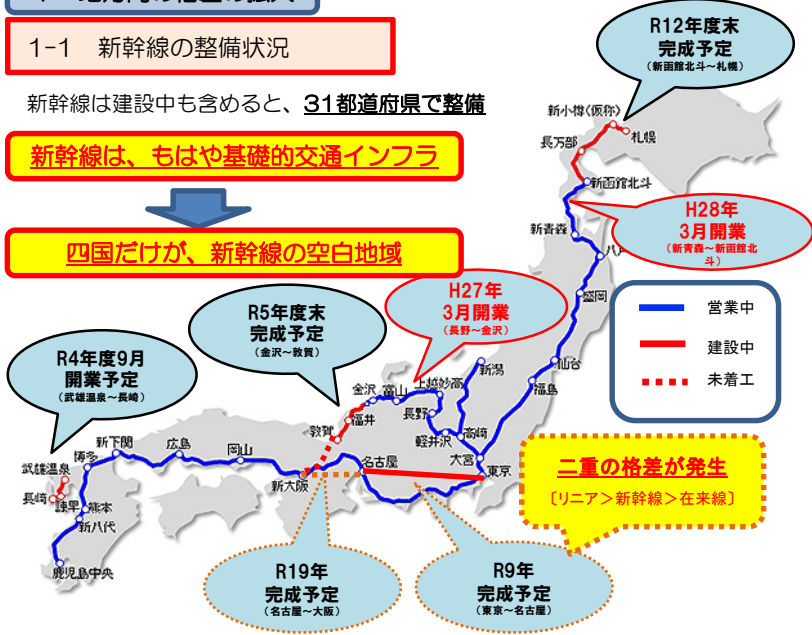 1-1 新幹線の整備状況
新幹線は建設中も含めると、31都道府県で整備
新幹線は、もはや基礎的交通インフラ
四国だけが、新幹線の空白地域
R12年度末
完成予定
(新函館北斗~札幌)
新小樽(仮称)
札幌
長万部
新函館北斗
H28年
3月開業
(新青森~新函館北
斗)
新青森
八戸
盛岡
H27年
3月開業
(長野~金沢)
R5年度末
完成予定
(金沢~敦賀)
営業中
建設中
未着工
R4年度9月
開業予定
(武雄温泉~長崎)
仙台
新潟
福島
上越妙高
金沢
富山
福井
長野
敦賀
軽井沢
高崎
大宮
東京
名古屋
新大阪
岡山
広島
新下関
博多
武雄温泉
長崎
諫早
熊本
新八代
鹿児島中央
二重の格差が発生
〔リニア>新幹線>在来線〕
R19年
完成予定
(名古屋~大阪)
R9年
完成予定
(東京~名古屋)